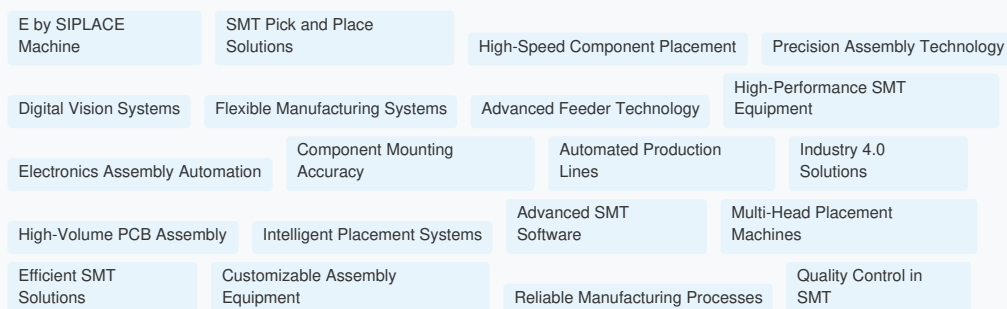 E by SIPLACE
Machine
SMT Pick and Place
Solutions
High-Speed Component Placement
Precision Assembly Technology
Digital Vision Systems
Flexible Manufacturing Systems
Advanced Feeder Technology
High-Performance SMT
Equipment
Electronics Assembly Automation
Component Mounting
Accuracy
Automated Production
Lines
Industry 4.0
Solutions
High-Volume PCB Assembly
Intelligent Placement Systems
Advanced SMT
Software
Multi-Head Placement
Machines
Efficient SMT
Solutions
Customizable Assembly
Equipment
Reliable Manufacturing Processes
Quality Control in
SMT